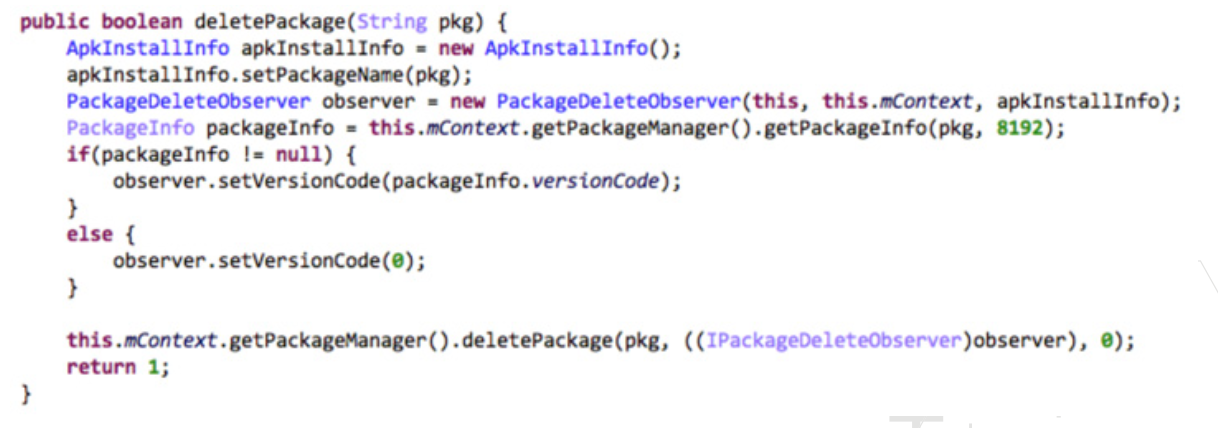 public boolean deletePackage(String pkg) {
    ApkInstallInfo apkInstallInfo = new ApkInstallInfo();
    apkInstallInfo.setPackageName(pkg);
    PackageDeleteObserver observer = new PackageDeleteObserver(this, this.mContext, apkInstallInfo);
    PackageInfo packageInfo = this.mContext.getPackageManager().getPackageInfo(pkg, 8192);
    if(packageInfo != null) {
        observer.setVersionCode(packageInfo.versionCode);
    }
    else {
        observer.setVersionCode(0);
    }
    this.mContext.getPackageManager().deletePackage(pkg, ((IPackageDeleteObserver)observer), 0);
    return 1;
}